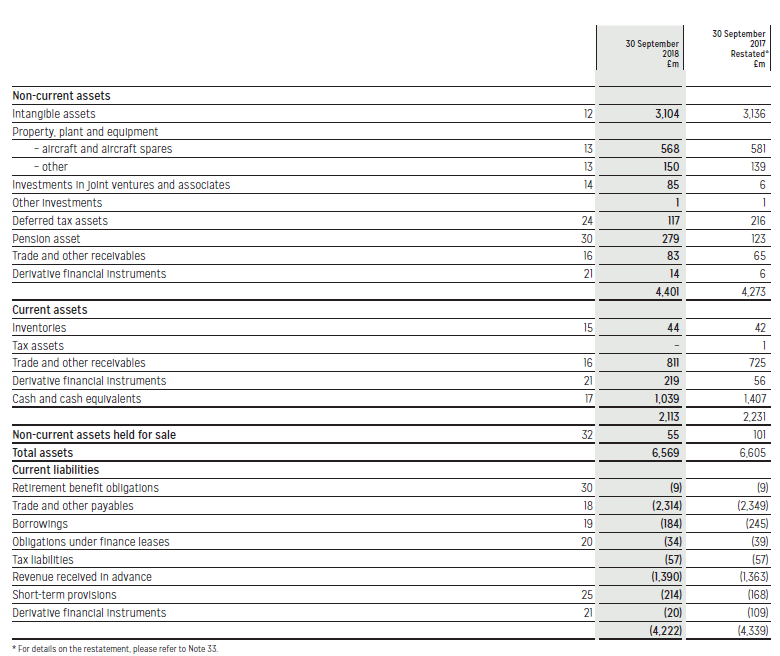 30 September 2018 £m 30 September 2017 Restated* £m
Non-current assets
Intangible assets 12 3,104 3,136
Property, plant and equipment
– aircraft and aircraft spares 13 568 581
– other 13 150 139
Investments in joint ventures and associates 14 85 6
Other investments 1 1
Deferred tax assets 24 117 216
Pension asset 30 279 123
Trade and other receivables 16 83 65
Derivative financial instruments 21 14 6
4,401 4,273
Current assets
Inventories 15 44 42
Tax assets – 1
Trade and other receivables 16 811 725
Derivative financial instruments 21 219 56
Cash and cash equivalents 17 1,039 1,407
2,113 2,231
Non-current assets held for sale 32 55 101
Total assets 6,569 6,605
Current liabilities
Retirement benefit obligations 30 (9) (9)
Trade and other payables 18 (2,314) (2,349)
Borrowings 19 (184) (245)
Obligations under finance leases 20 (34) (39)
Tax liabilities (57) (57)
Revenue received in advance (1,390) (1,363)
Short-term provisions 25 (214) (168)
Derivative financial instruments 21 (20) (109)
(4,222) (4,339)
* For details on the restatement, please refer to Note 33.